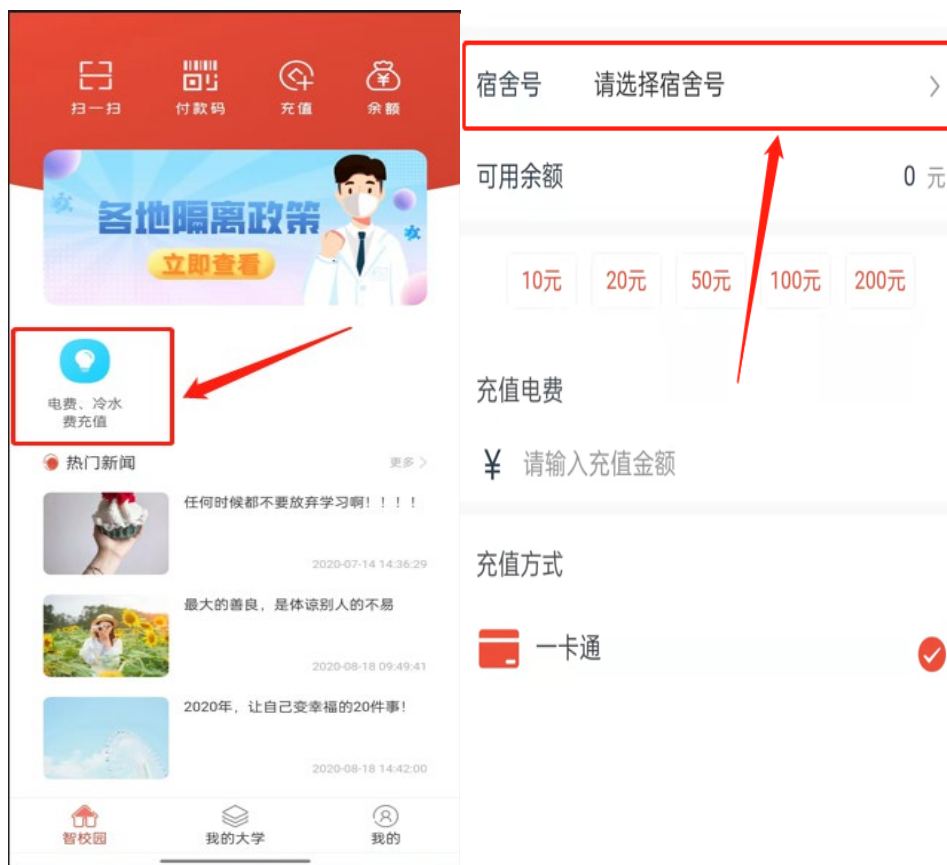 扫一扫
付款码
充值
余额
各地隔离政策
立即查看
电费、冷水
费充值
热门新闻
更多
任何时候都不要放弃学习啊！！！！
2020-07-14 14:36:29
最大的善良，是体谅别人的不易
2020-08-18 09:49:41
2020年，让自己变幸福的20件事！
2020-08-18 14:42:00
智校园
我的大学
我的
宿舍号 请选择宿舍号
可用余额 0 元
10元 20元 50元 100元 200元
充值电费
¥ 请输入充值金额
充值方式
一卡通